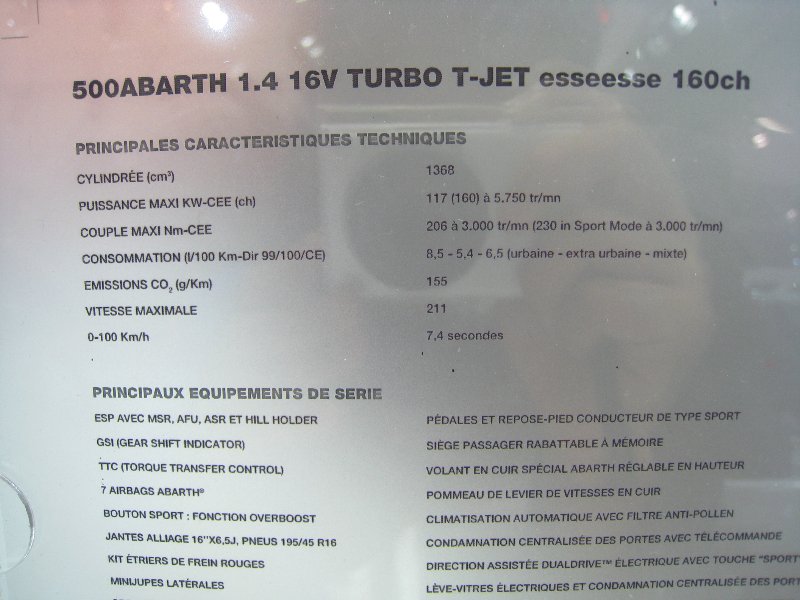 500ABARTH 1.4 16V TURBO T-JET esseesse 160ch
PRINCIPALES CARACTERISTIQUES TECHNIQUES
CYLINDRÉE (cm³) 1368
PUISSANCE MAXI KW-CEE (ch) 117 (160) à 5.750 tr/mn
COUPLE MAXI Nm-CEE 206 à 3.000 tr/mn (230 in Sport Mode à 3.000 tr/mn)
CONSOMMATION (l/100 Km-Dir 99/100/CE) 8,5 - 5,4 - 6,5 (urbaine - extra urbaine - mixte)
EMISSIONS CO₂ (g/Km) 155
VITESSE MAXIMALE 211
0-100 Km/h 7,4 secondes
PRINCIPAUX EQUIPEMENTS DE SERIE
ESP AVEC MSR, AFU, ASR ET HILL HOLDER PÉDALES ET REPOSE-PIED CONDUCTEUR DE TYPE SPORT
GSI (GEAR SHIFT INDICATOR) SIÈGE PASSAGER RABATTABLE À MÉMOIRE
TTC (TORQUE TRANSFER CONTROL) VOLANT EN CUIR SPÉCIAL ABARTH RÉGLABLE EN HAUTEUR
7 AIRBAGS ABARTH® POMMEAU DE LEVIER DE VITESSES EN CUIR
BOUTON SPORT : FONCTION OVERBOOST CLIMATISATION AUTOMATIQUE AVEC FILTRE ANTI-POLLEN
JANTES ALLIAGE 16"X6,5J, PNEUS 195/45 R16 CONDAMNATION CENTRALISÉE DES PORTES AVEC TÉLÉCOMMANDE
KIT ÉTRIERS DE FREIN ROUGES DIRECTION ASSISTÉE DUALDRIVE™ ÉLECTRIQUE AVEC TOUCHE "SPORT"
MINIJUPES LATÉRALES LÈVE-VITRES ÉLECTRIQUES ET CONDAMNATION CENTRALISÉE DES PORT